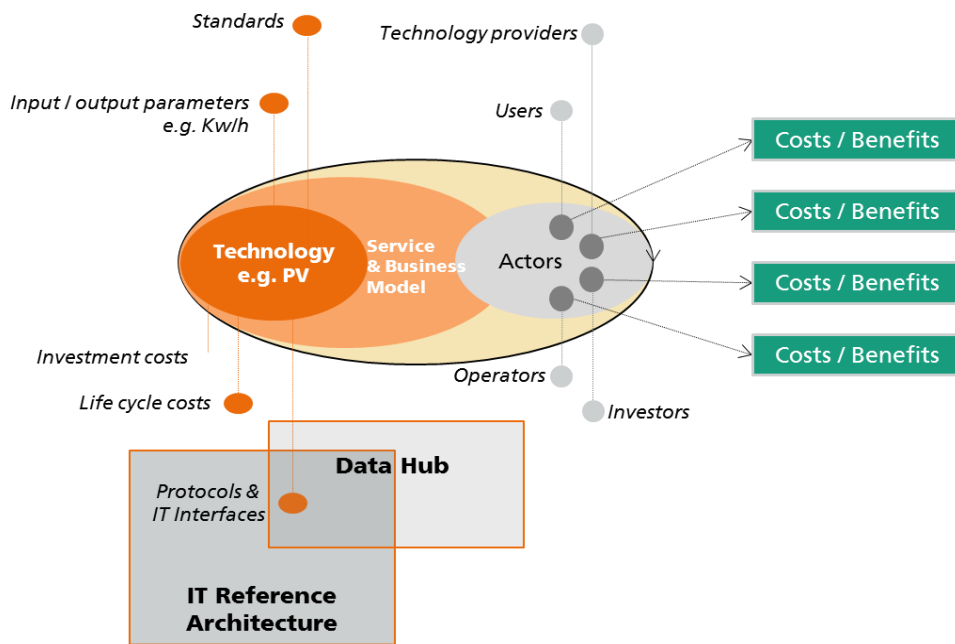 Standards
Technology providers
Input / output parameters
e.g. Kw/h
Users
Costs / Benefits
Costs / Benefits
Technology
e.g. PV
Service
& Business
Model
Actors
Costs / Benefits
Costs / Benefits
Investment costs
Operators
Life cycle costs
Investors
Data Hub
Protocols &
IT Interfaces
IT Reference
Architecture